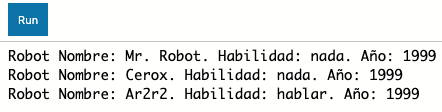 Run
Robot Nombre: Mr. Robot. Habilidad: nada. Año: 1999
Robot Nombre: Cerox. Habilidad: nada. Año: 1999
Robot Nombre: Ar2r2. Habilidad: hablar. Año: 1999